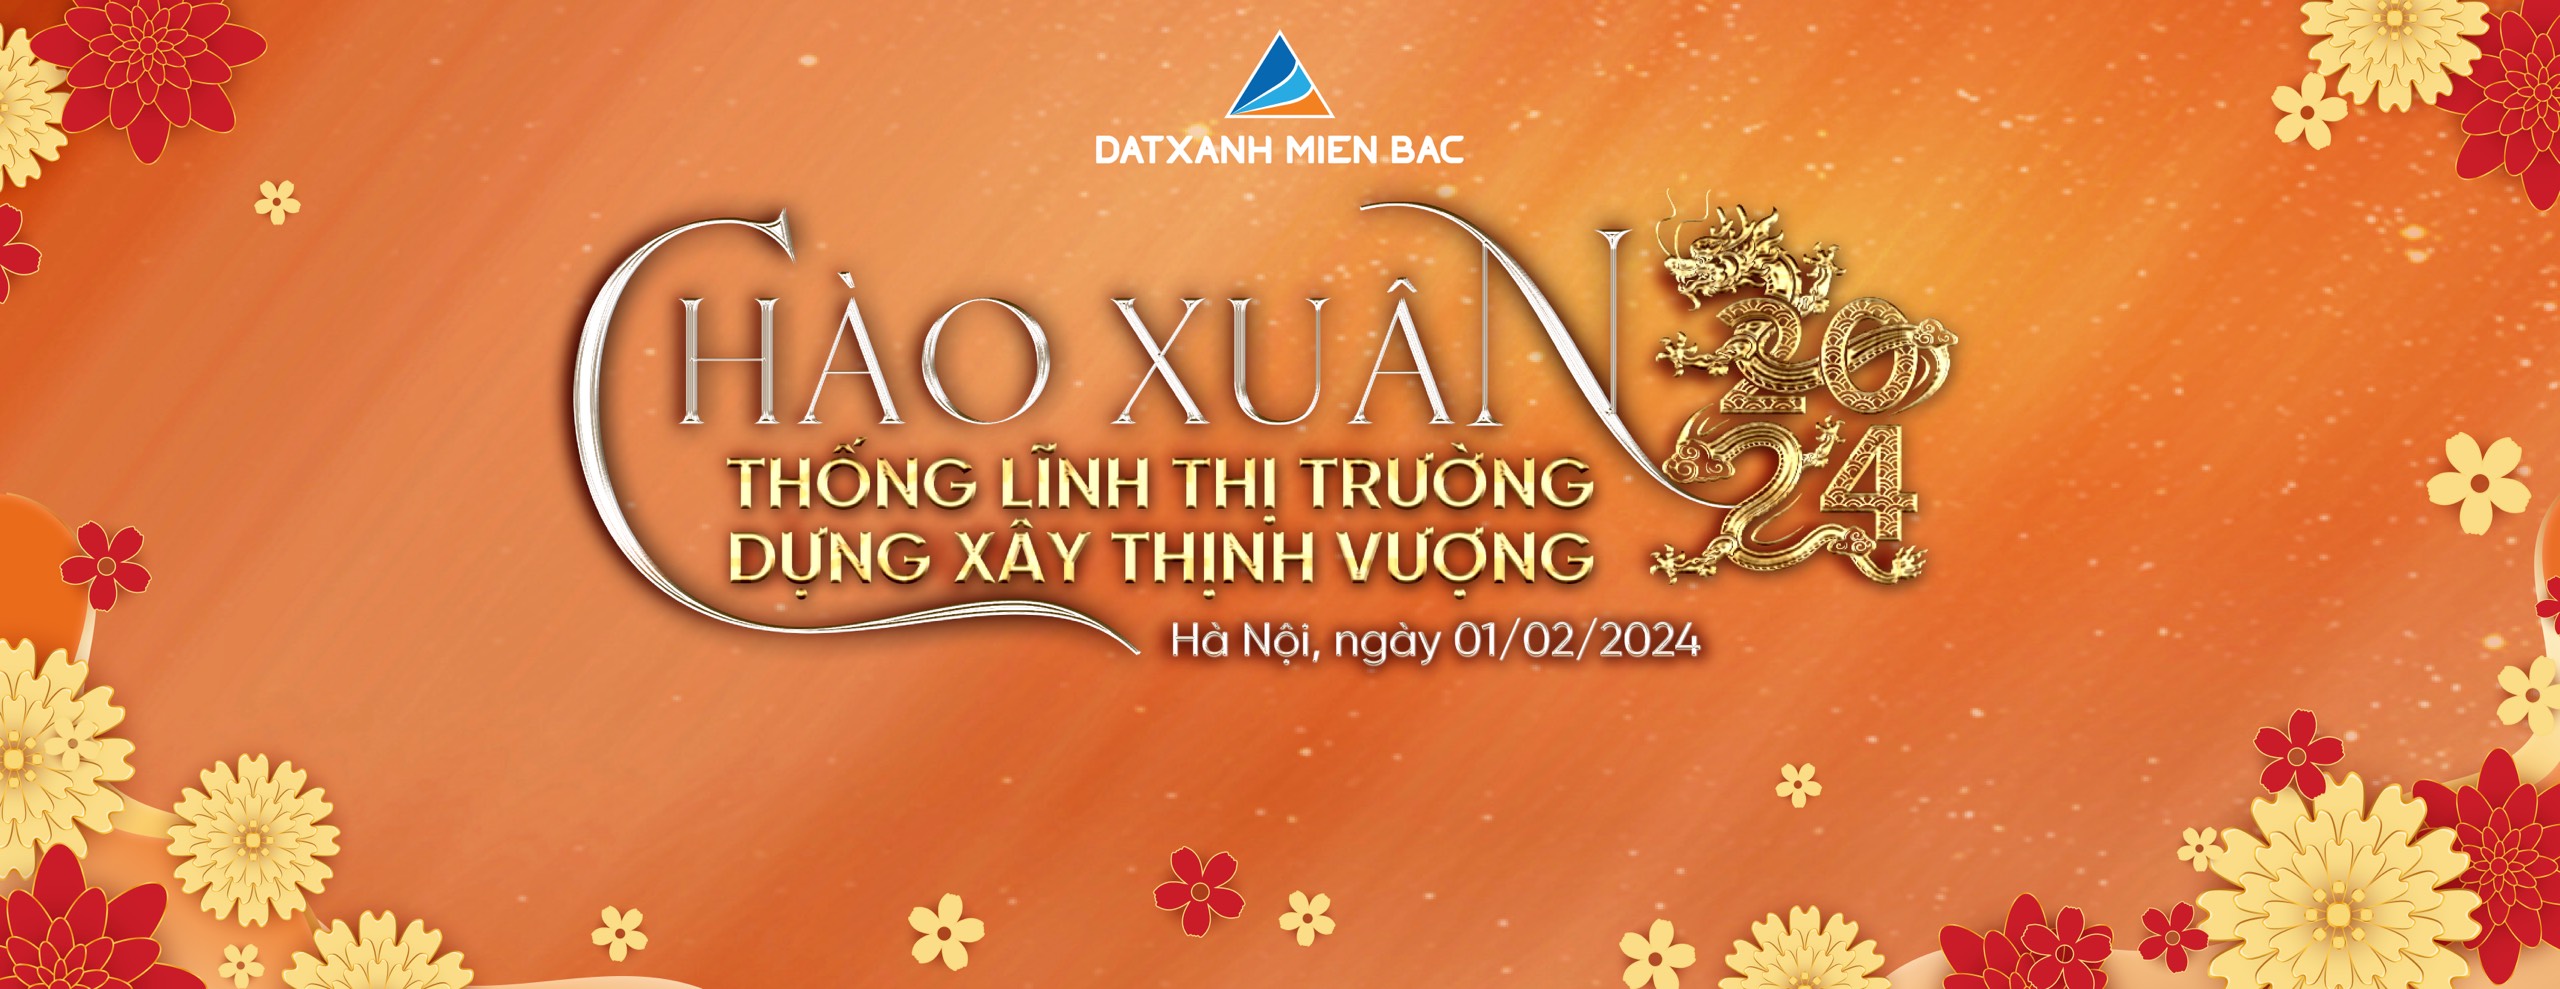 DATXANH MIEN BAC
CHÀO XUÂN 2024
THỐNG LĨNH THỊ TRƯỜNG
DỰNG XÂY THỊNH VƯỢNG
Hà Nội, ngày 01/02/2024